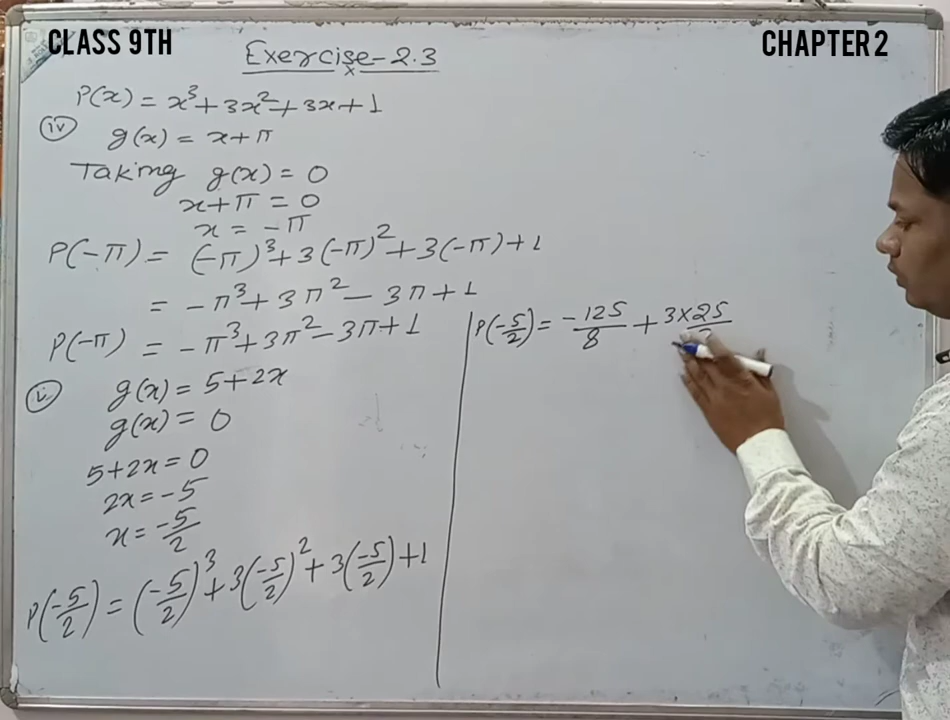 CLASS 9TH
CHAPTER 2
Exercise-2.3
P(x) = x³ + 3x² + 3x + 1
(iv) g(x) = x + π
Taking g(x) = 0
x + π = 0
x = -π
P(-π) = (-π)³ + 3(-π)² + 3(-π) + 1
= -π³ + 3π² - 3π + 1
P(-π) = -π³ + 3π² - 3π + 1
(v) g(x) = 5 + 2x
g(x) = 0
5 + 2x = 0
2x = -5
x = -5/2
P(-5/2) = (-5/2)³ + 3(-5/2)² + 3(-5/2) + 1
P(-5/2) = -125/8 + 3×25/